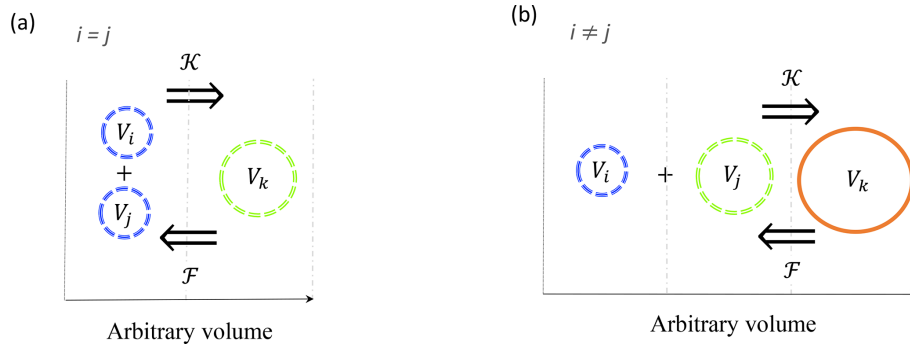 (a)
i = j
𝒦
V_i
+
V_j
V_k
ℱ
Arbitrary volume
(b)
i ≠ j
𝒦
V_i + V_j V_k
ℱ
Arbitrary volume